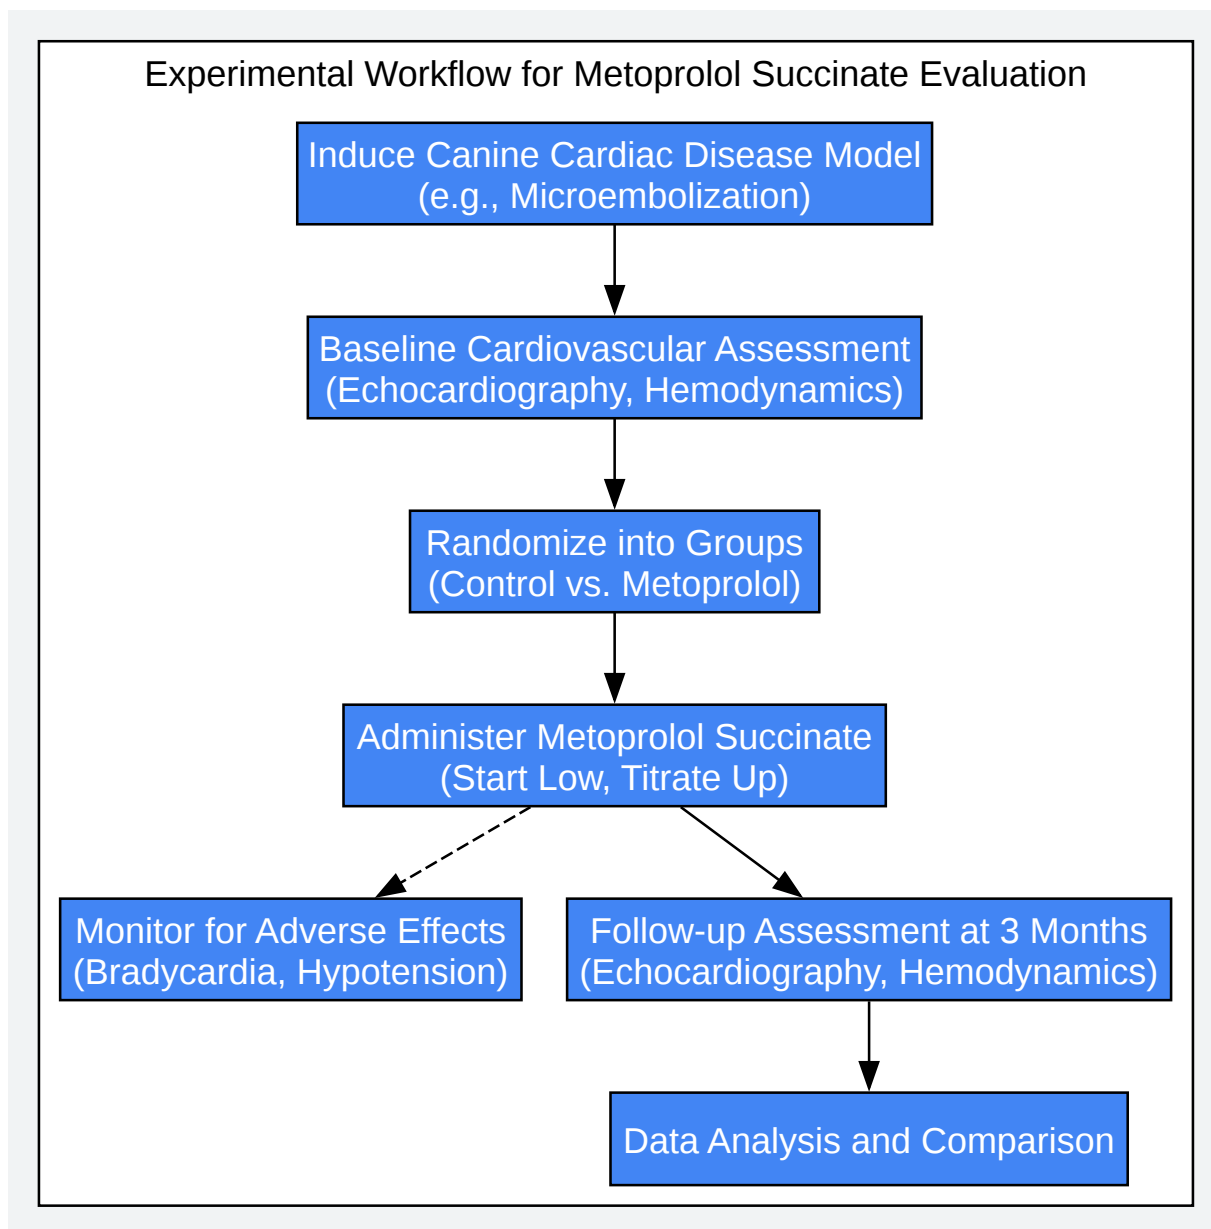 Experimental Workflow for Metoprolol Succinate Evaluation
Induce Canine Cardiac Disease Model
(e.g., Microembolization)
Baseline Cardiovascular Assessment
(Echocardiography, Hemodynamics)
Randomize into Groups
(Control vs. Metoprolol)
Administer Metoprolol Succinate
(Start Low, Titrate Up)
Monitor for Adverse Effects
(Bradycardia, Hypotension)
Follow-up Assessment at 3 Months
(Echocardiography, Hemodynamics)
Data Analysis and Comparison